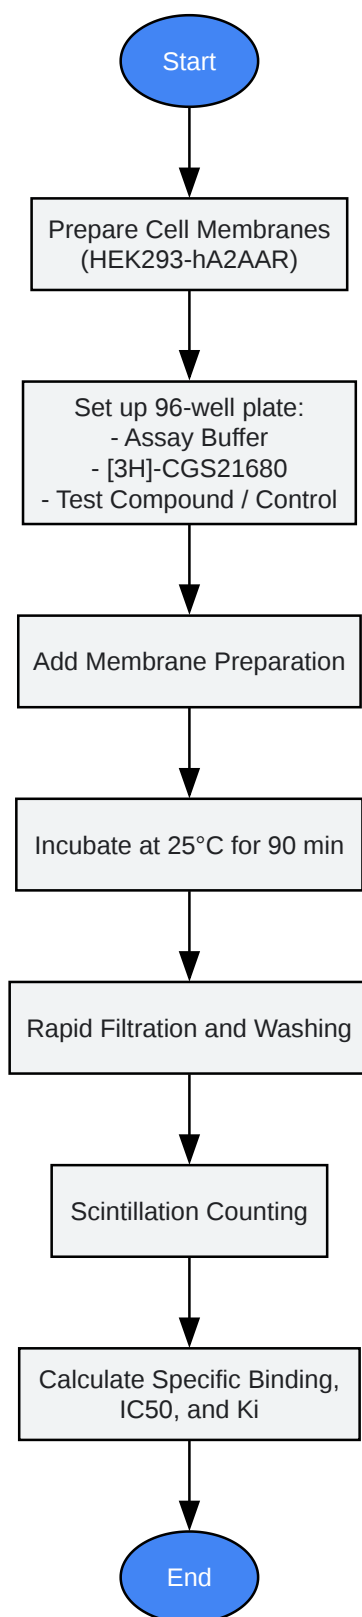 Start
Prepare Cell Membranes
(HEK293-hA2AAR)
Set up 96-well plate:
- Assay Buffer
- [3H]-CGS21680
- Test Compound / Control
Add Membrane Preparation
Incubate at 25°C for 90 min
Rapid Filtration and Washing
Scintillation Counting
Calculate Specific Binding,
IC50, and Ki
End